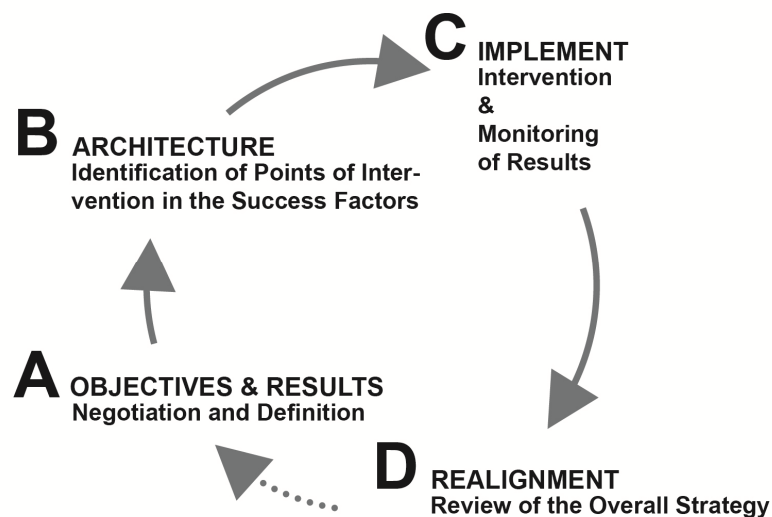 C IMPLEMENT
Intervention
&
Monitoring
of Results
B ARCHITECTURE
Identification of Points of Inter-
vention in the Success Factors
A OBJECTIVES & RESULTS
Negotiation and Definition
D REALIGNMENT
Review of the Overall Strategy